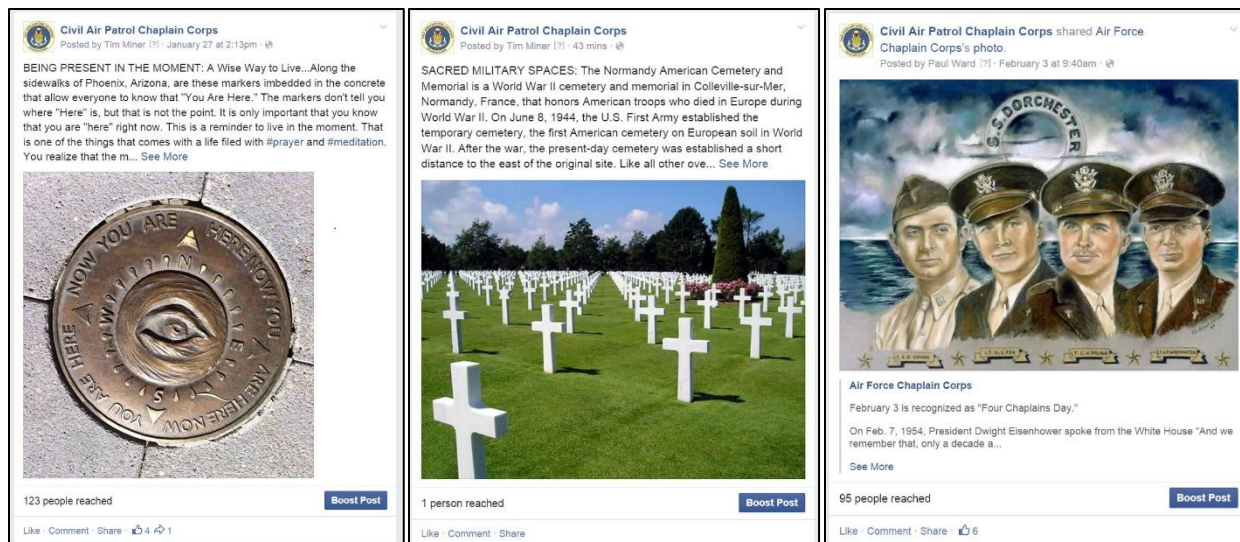 Civil Air Patrol Chaplain Corps
Posted by Tim Miner [?] · January 27 at 2:13pm ·
BEING PRESENT IN THE MOMENT: A Wise Way to Live...Along the
sidewalks of Phoenix, Arizona, are these markers imbedded in the concrete
that allow everyone to know that "You Are Here." The markers don't tell you
where "Here" is, but that is not the point. It is only important that you know
that you are "here" right now. This is a reminder to live in the moment. That
is one of the things that comes with a life filed with #prayer and #meditation.
You realize that the m... See More
NOW YOU ARE HERE NOW YOU ARE HERE NOW YOU ARE HERE
N
E
S
W
123 people reached
Boost Post
Like · Comment · Share · 4 1
Civil Air Patrol Chaplain Corps
Posted by Tim Miner [?] · 43 mins ·
SACRED MILITARY SPACES: The Normandy American Cemetery and
Memorial is a World War II cemetery and memorial in Colleville-sur-Mer,
Normandy, France, that honors American troops who died in Europe during
World War II. On June 8, 1944, the U.S. First Army established the
temporary cemetery, the first American cemetery on European soil in World
War II. After the war, the present-day cemetery was established a short
distance to the east of the original site. Like all other ove... See More
1 person reached
Boost Post
Like · Comment · Share
Civil Air Patrol Chaplain Corps shared Air Force
Chaplain Corps's photo.
Posted by Paul Ward [?] · February 3 at 9:40am ·
S.S. DORCHESTER
Air Force Chaplain Corps
February 3 is recognized as "Four Chaplains Day."
On Feb. 7, 1954, President Dwight Eisenhower spoke from the White House "And we
remember that, only a decade a...
See More
95 people reached
Boost Post
Like · Comment · Share · 6